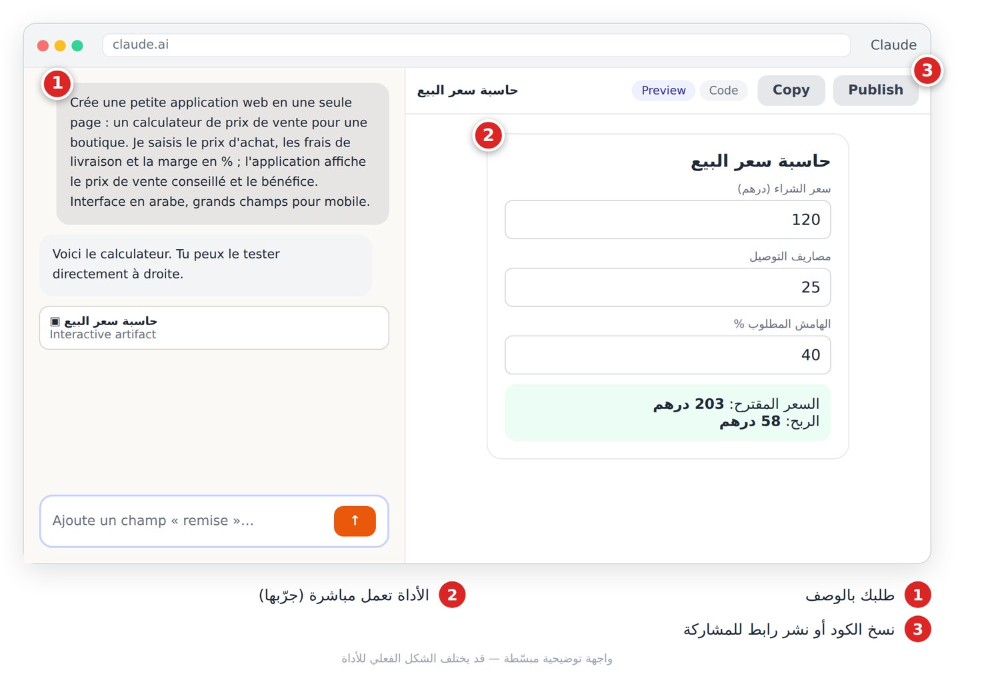 claude.ai
Claude
1
Crée une petite application web en une seule
page : un calculateur de prix de vente pour une
boutique. Je saisis le prix d'achat, les frais de
livraison et la marge en % ; l'application affiche
le prix de vente conseillé et le bénéfice.
Interface en arabe, grands champs pour mobile.
Voici le calculateur. Tu peux le tester
directement à droite.
▣ حاسبة سعر البيع
Interactive artifact
Ajoute un champ « remise »…
↑
حاسبة سعر البيع
Preview
Code
Copy
Publish
3
2
حاسبة سعر البيع
سعر الشراء (درهم)
120
مصاريف التوصيل
25
الهامش المطلوب %
40
السعر المقترح: 203 درهم
الربح: 58 درهم
1 طلبك بالوصف
2 الأداة تعمل مباشرة (جرّبها)
3 نسخ الكود أو نشر رابط للمشاركة
واجهة توضيحية مبسّطة — قد يختلف الشكل الفعلي للأداة